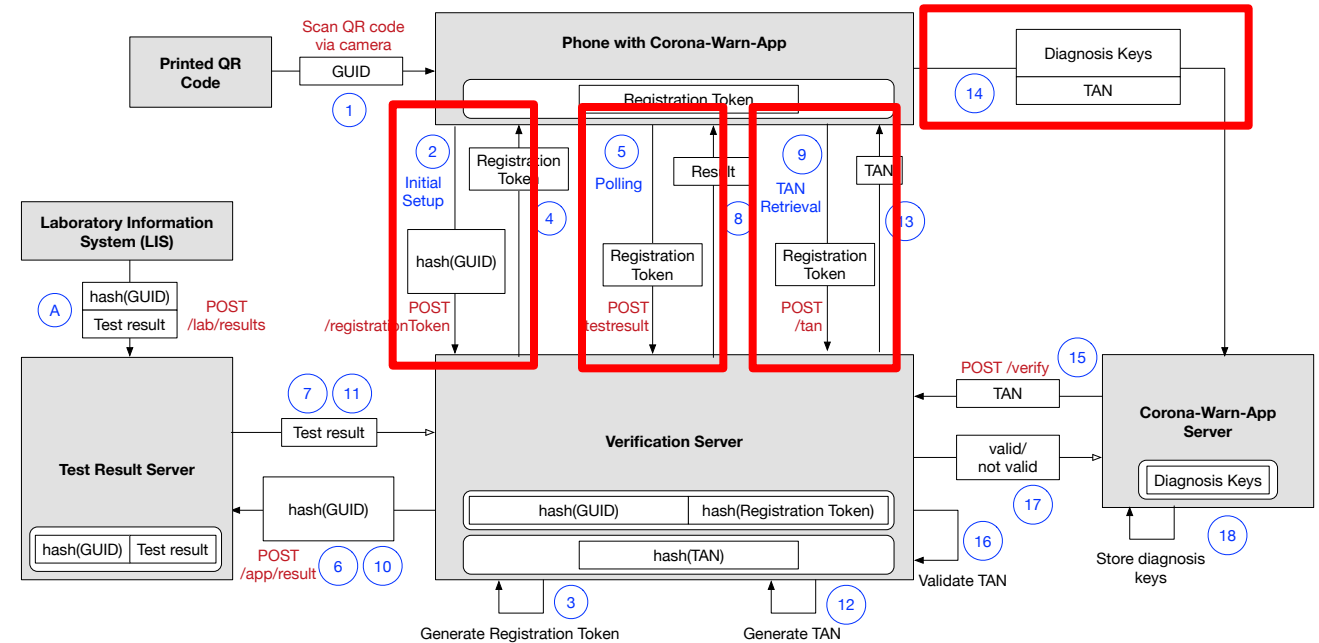 Scan QR code
via camera
Printed QR
Code
GUID
1
Phone with Corona-Warn-App
Registration Token
Diagnosis Keys
TAN
14
2
Initial
Setup
Registration
Token
4
hash(GUID)
POST
/registrationToken
5
Polling
Result
8
Registration
Token
POST
testresult
9
TAN
Retrieval
TAN
13
Registration
Token
POST
/tan
Laboratory Information
System (LIS)
A
hash(GUID)
Test result
POST
/lab/results
7
11
Test result
Test Result Server
hash(GUID)
Test result
hash(GUID)
POST
/app/result
6
10
Verification Server
hash(GUID)
hash(Registration Token)
hash(TAN)
3
Generate Registration Token
12
Generate TAN
16
Validate TAN
POST /verify
15
TAN
valid/
not valid
17
Corona-Warn-App
Server
Diagnosis Keys
18
Store diagnosis
keys